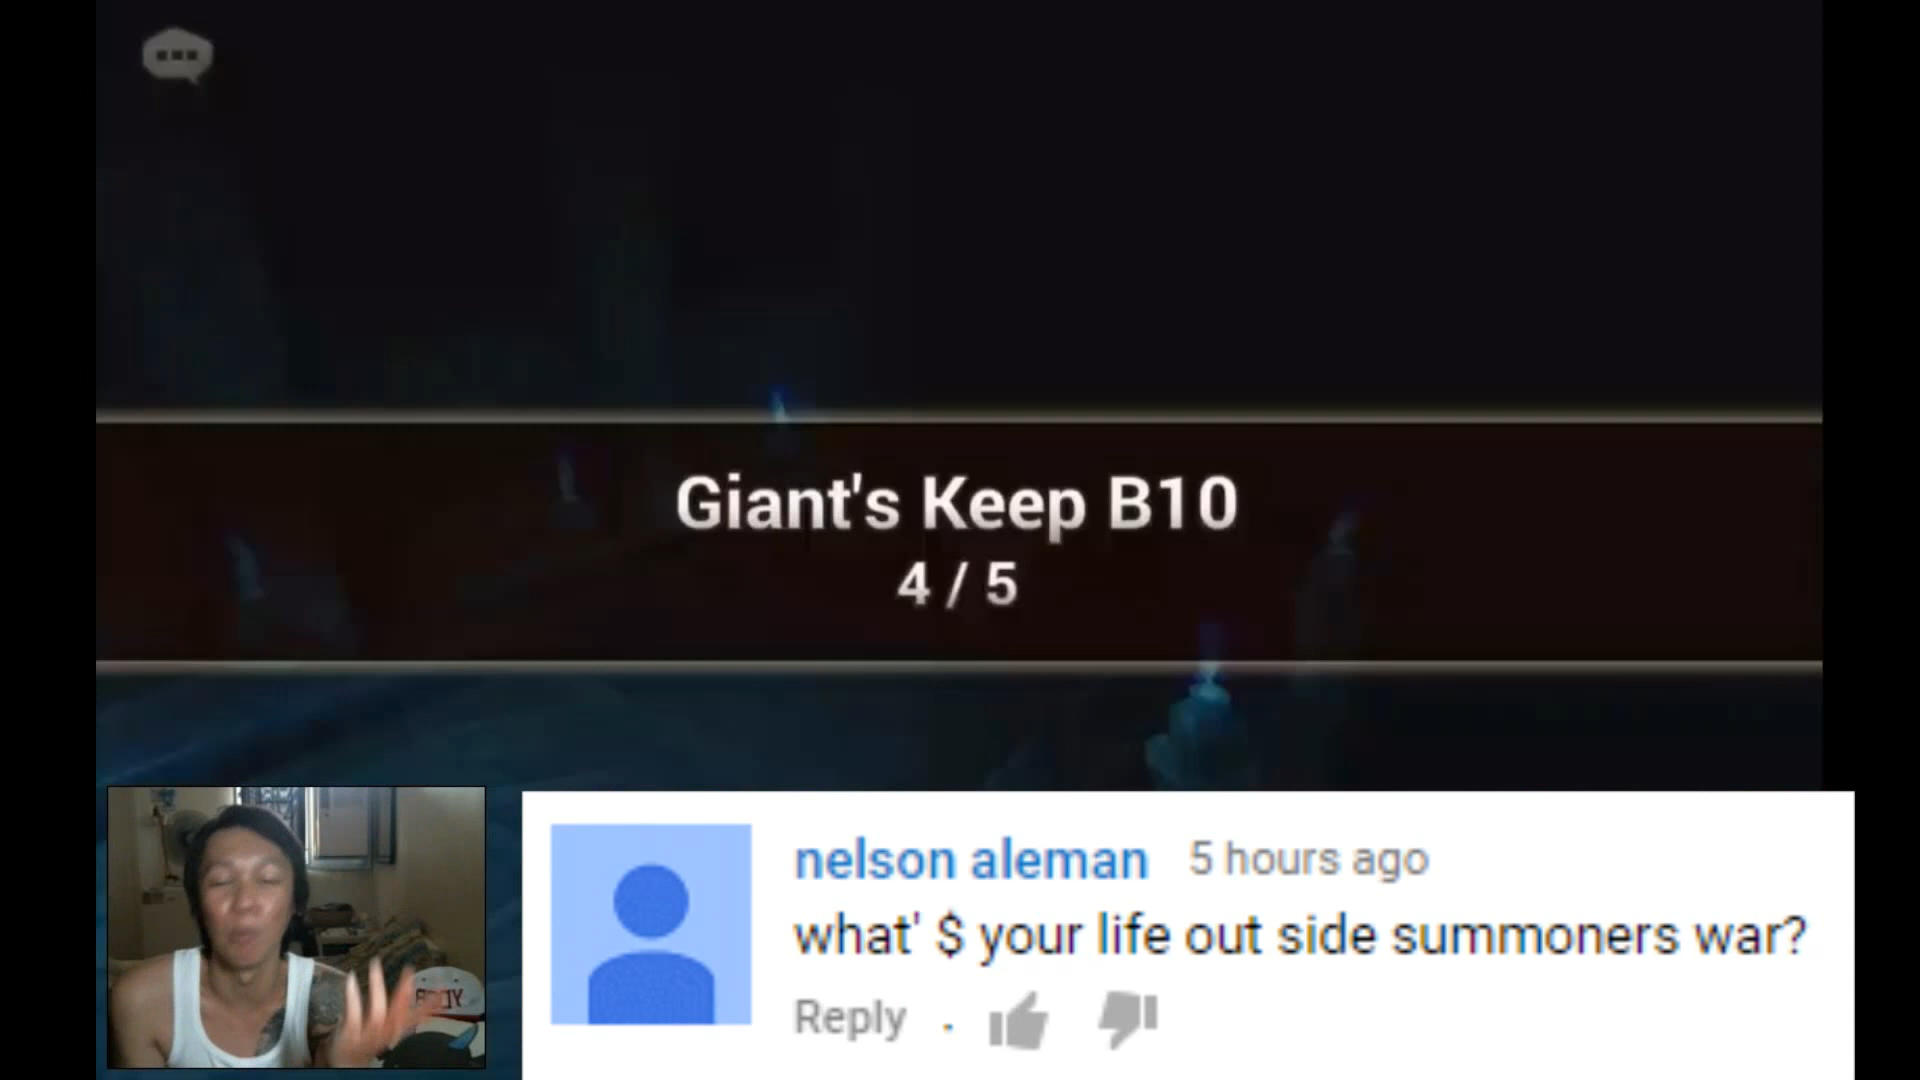 Giant's Keep B10
4 / 5
nelson aleman 5 hours ago
what' $ your life out side summoners war?
Reply .